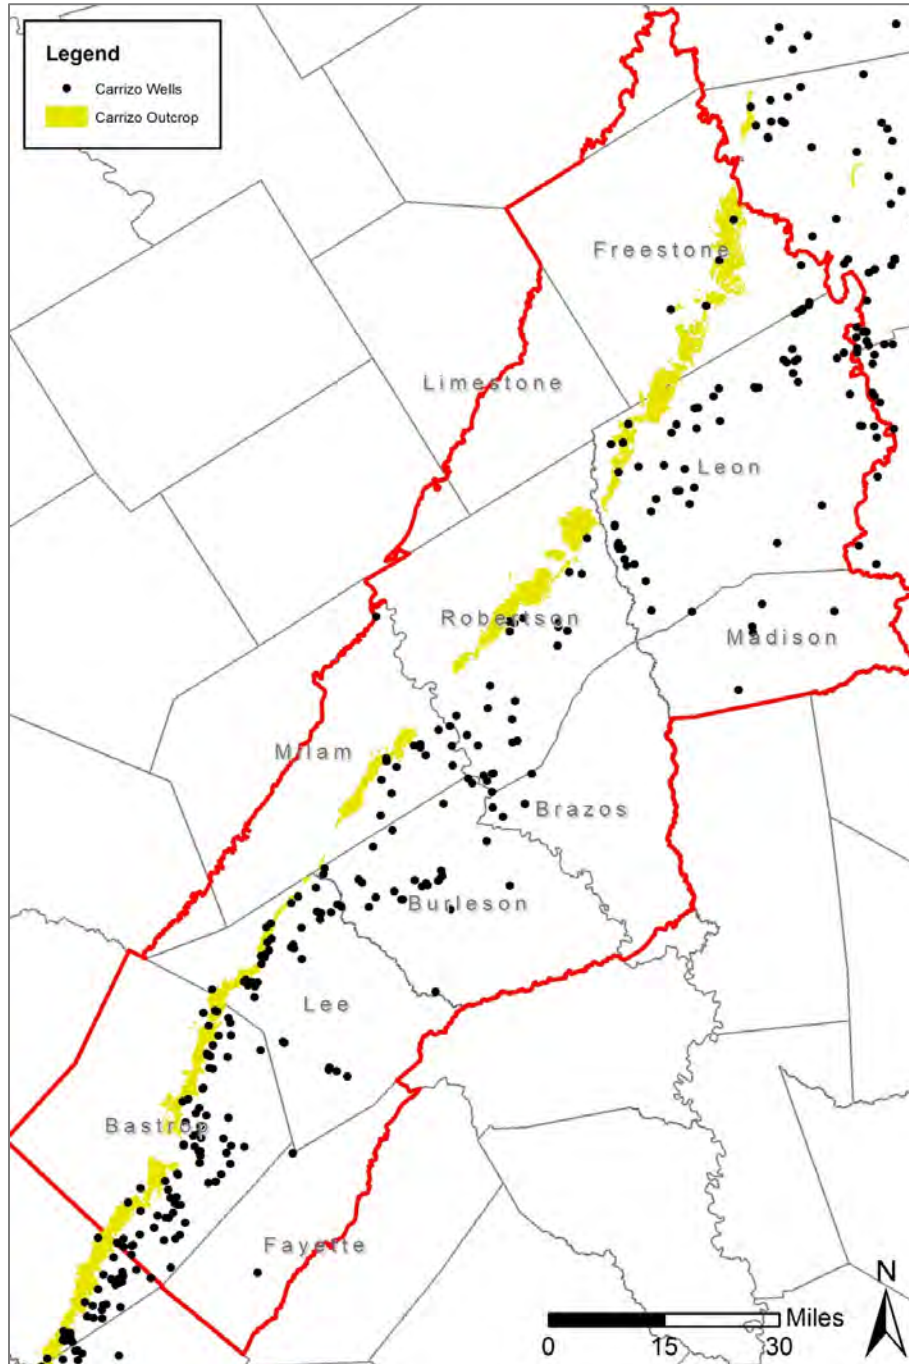 Legend
Carrizo Wells
Carrizo Outcrop
Freestone
Limestone
Leon
Robertson
Madison
Milam
Brazos
Burleson
Lee
Bastrop
Fayette
N
Miles
0 15 30